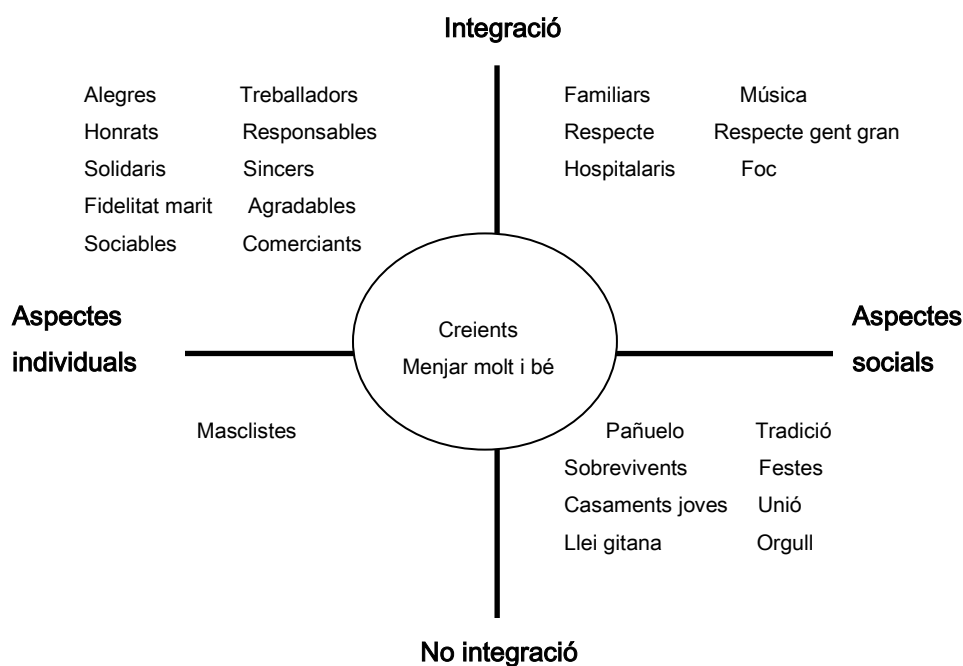 Integració
Alegres Treballadors
Honrats Responsables
Solidaris Sincers
Fidelitat marit Agradables
Sociables Comerciants
Familiars Música
Respecte Respecte gent gran
Hospitalaris Foc
Aspectes
individuals
Creients
Menjar molt i bé
Aspectes
socials
Masclistes
Pañuelo Tradició
Sobrevivents Festes
Casaments joves Unió
Llei gitana Orgull
No integració